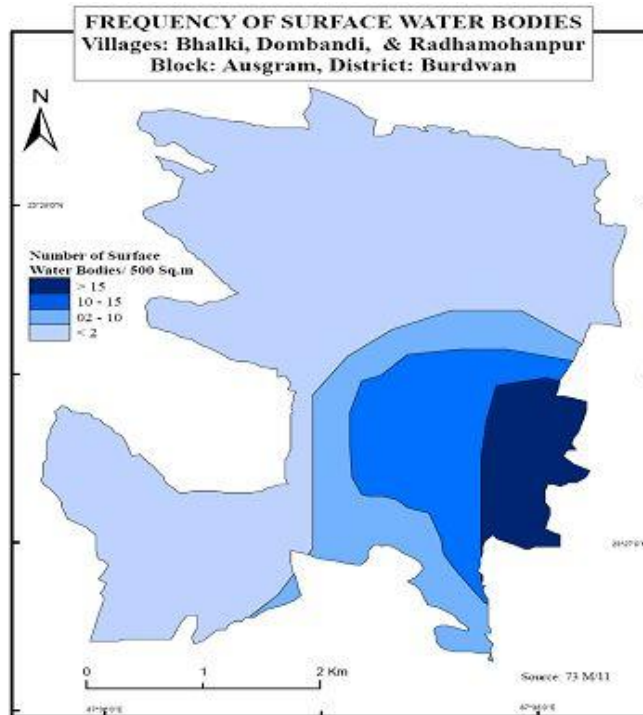 FREQUENCY OF SURFACE WATER BODIES
Villages: Bhalki, Dombandi, & Radhamohanpur
Block: Ausgram, District: Burdwan
N
Number of Surface
Water Bodies/ 500 Sq.m
> 15
10 - 15
02 - 10
< 2
0 1 2 Km
Source: 73 M/11